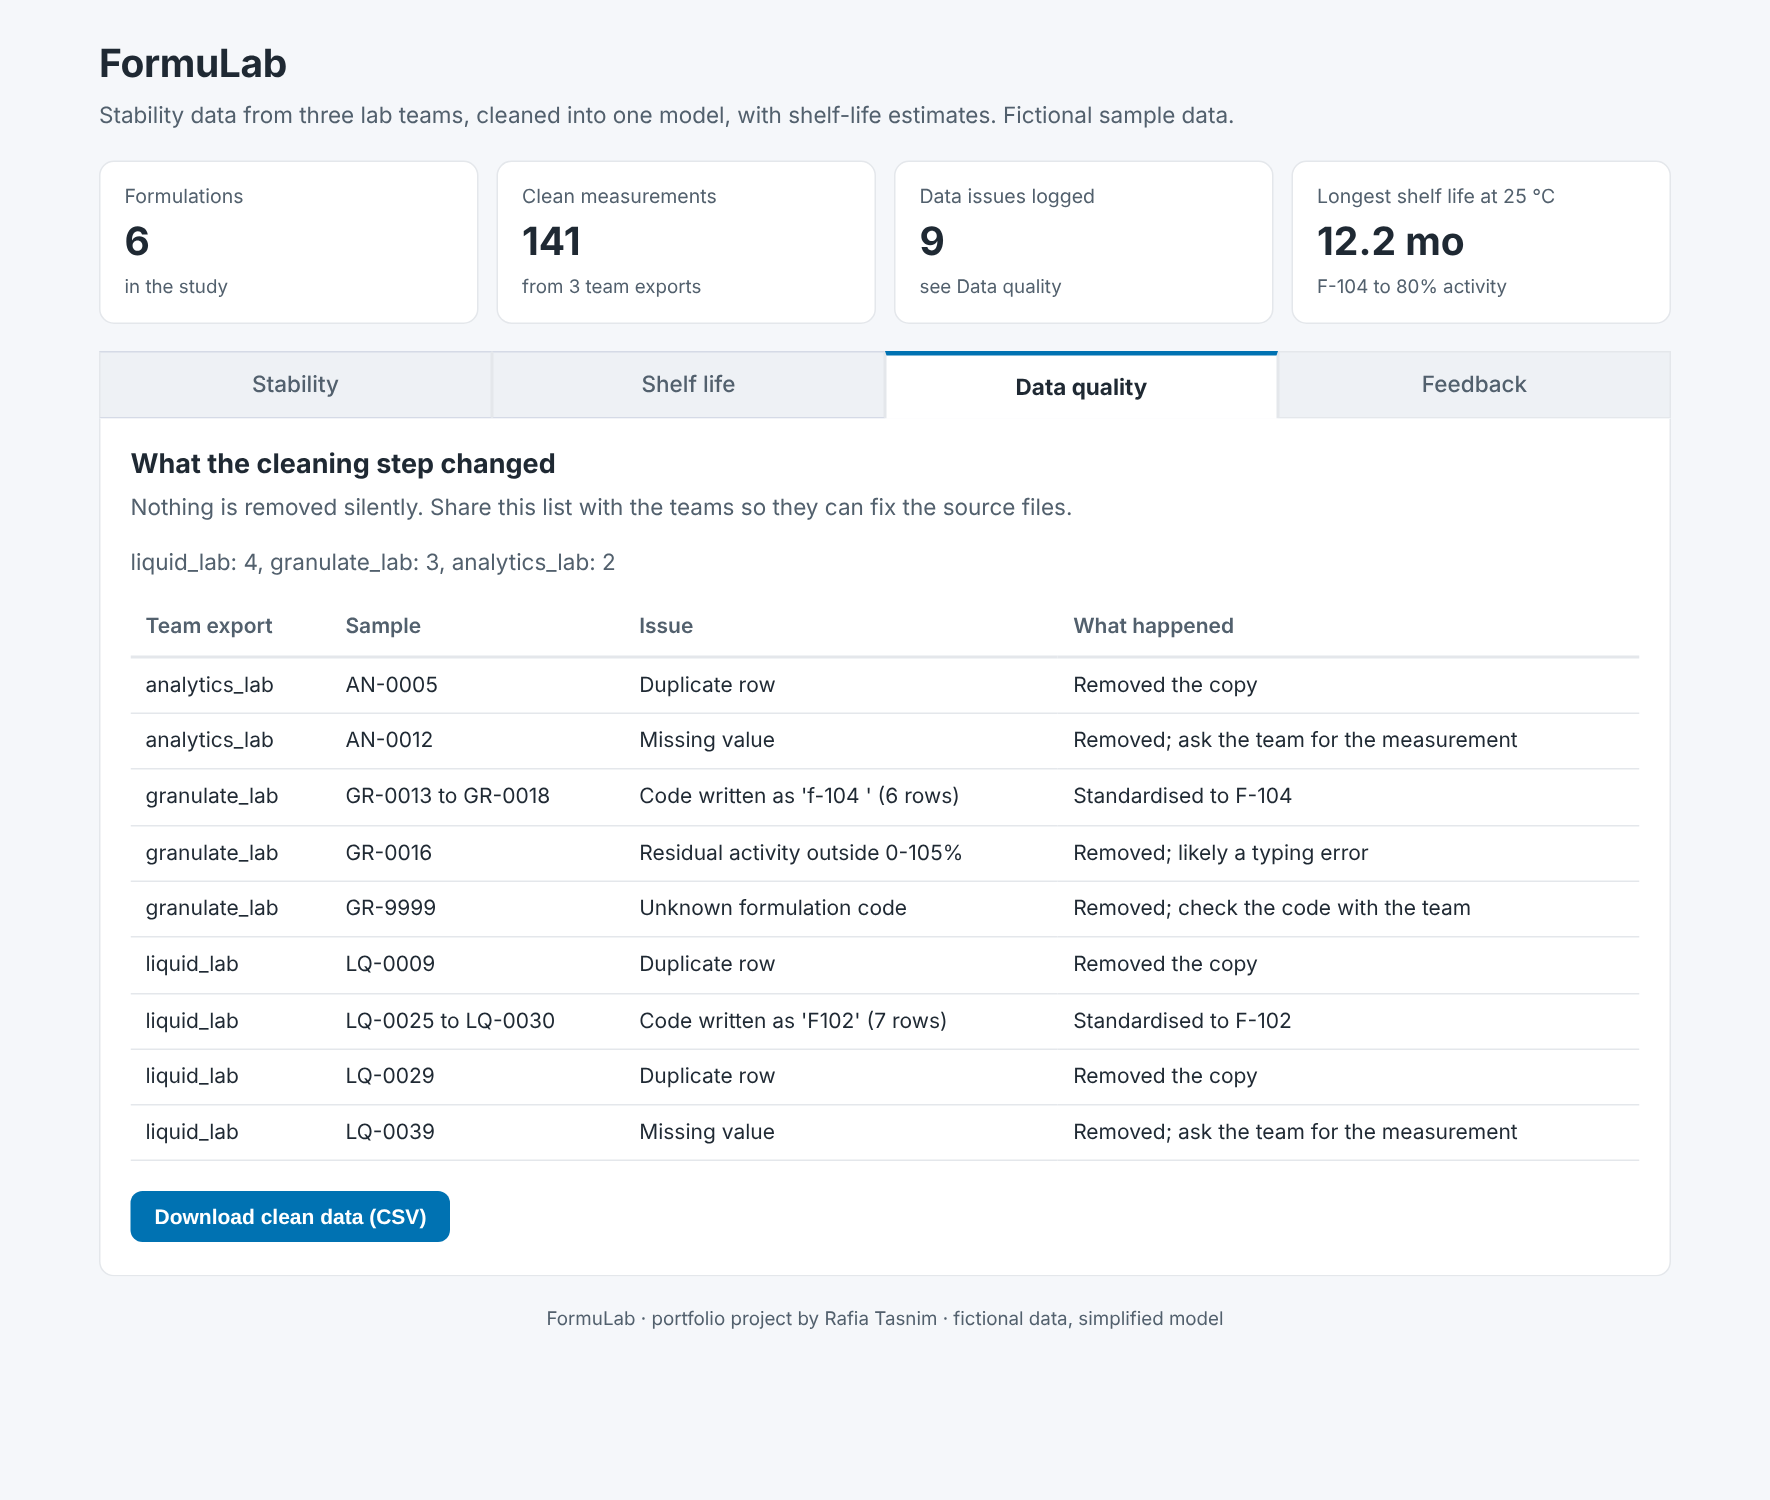 FormuLab
Stability data from three lab teams, cleaned into one model, with shelf-life estimates. Fictional sample data.
Formulations
6
in the study
Clean measurements
141
from 3 team exports
Data issues logged
9
see Data quality
Longest shelf life at 25 °C
12.2 mo
F-104 to 80% activity
Stability Shelf life Data quality Feedback
What the cleaning step changed
Nothing is removed silently. Share this list with the teams so they can fix the source files.
liquid_lab: 4, granulate_lab: 3, analytics_lab: 2
Team export Sample Issue What happened
analytics_lab AN-0005 Duplicate row Removed the copy
analytics_lab AN-0012 Missing value Removed; ask the team for the measurement
granulate_lab GR-0013 to GR-0018 Code written as 'f-104 ' (6 rows) Standardised to F-104
granulate_lab GR-0016 Residual activity outside 0-105% Removed; likely a typing error
granulate_lab GR-9999 Unknown formulation code Removed; check the code with the team
liquid_lab LQ-0009 Duplicate row Removed the copy
liquid_lab LQ-0025 to LQ-0030 Code written as 'F102' (7 rows) Standardised to F-102
liquid_lab LQ-0029 Duplicate row Removed the copy
liquid_lab LQ-0039 Missing value Removed; ask the team for the measurement
Download clean data (CSV)
FormuLab · portfolio project by Rafia Tasnim · fictional data, simplified model